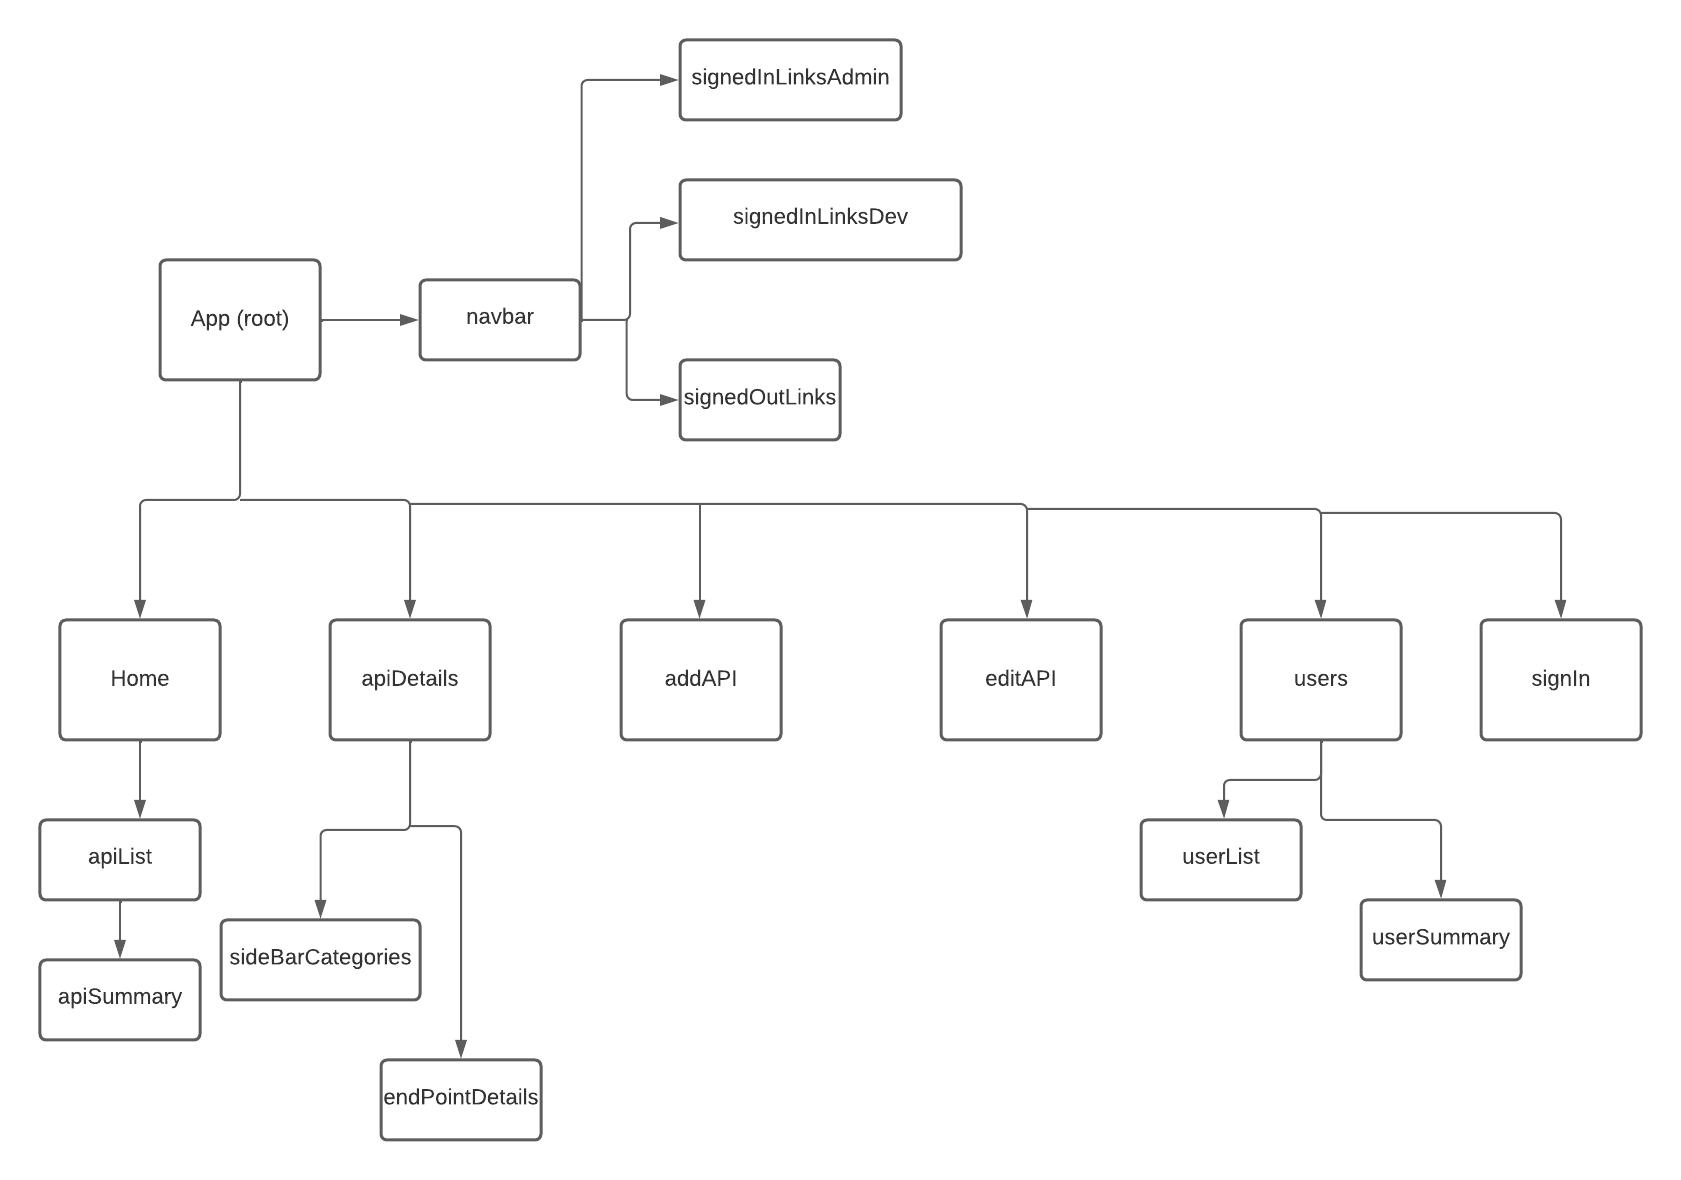 signedInLinksAdmin
signedInLinksDev
App (root)
navbar
signedOutLinks
Home
apiDetails
addAPI
editAPI
users
signIn
apiList
userList
userSummary
sideBarCategories
apiSummary
endPointDetails